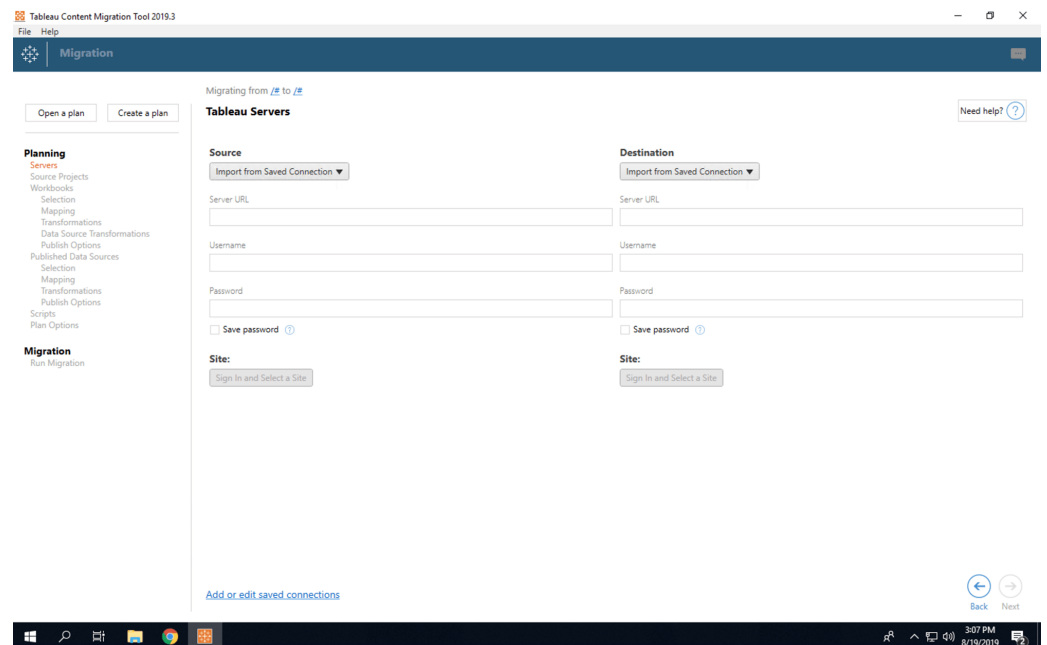 Tableau Content Migration Tool 2019.3
File Help
Migration
Open a plan Create a plan
Planning
Servers
Source Projects
Workbooks
Selection
Mapping
Transformations
Data Source Transformations
Publish Options
Published Data Sources
Selection
Mapping
Transformations
Publish Options
Scripts
Plan Options
Migration
Run Migration
Migrating from /# to /#
Tableau Servers
Need help? ?
Source
Import from Saved Connection ▼
Server URL
Username
Password
Save password ?
Site:
Sign In and Select a Site
Destination
Import from Saved Connection ▼
Server URL
Username
Password
Save password ?
Site:
Sign In and Select a Site
Add or edit saved connections
Back Next
3:07 PM
8/19/2019
2